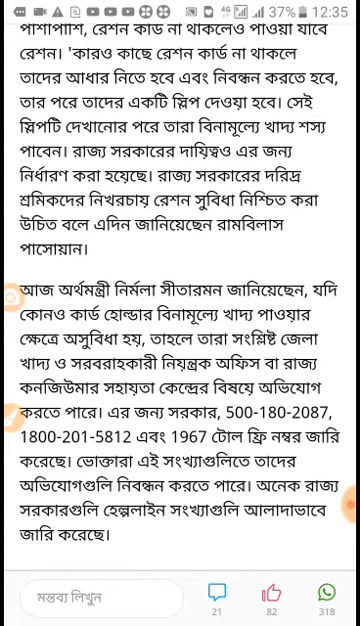 4G 37% 12:35
পাশাপাশি, রেশন কার্ড না থাকলেও পাওয়া যাবে
রেশন। 'কারও কাছে রেশন কার্ড না থাকলে
তাদের আধার নিতে হবে এবং নিবন্ধন করতে হবে,
তার পরে তাদের একটি স্লিপ দেওয়া হবে। সেই
স্লিপটি দেখানোর পরে তারা বিনামূল্যে খাদ্য শস্য
পাবেন। রাজ্য সরকারের দায়িত্বও এর জন্য
নির্ধারণ করা হয়েছে। রাজ্য সরকারের দরিদ্র
শ্রমিকদের নিখরচায় রেশন সুবিধা নিশ্চিত করা
উচিত বলে এদিন জানিয়েছেন রামবিলাস
পাসোয়ান।
আজ অর্থমন্ত্রী নির্মলা সীতারমন জানিয়েছেন, যদি
কোনও কার্ড হোল্ডার বিনামূল্যে খাদ্য পাওয়ার
ক্ষেত্রে অসুবিধা হয়, তাহলে তারা সংশ্লিষ্ট জেলা
খাদ্য ও সরবরাহকারী নিয়ন্ত্রক অফিস বা রাজ্য
কনজিউমার সহায়তা কেন্দ্রের বিষয়ে অভিযোগ
করতে পারে। এর জন্য সরকার, 500-180-2087,
1800-201-5812 এবং 1967 টোল ফ্রি নম্বর জারি
করেছে। ভোক্তারা এই সংখ্যাগুলিতে তাদের
অভিযোগগুলি নিবন্ধন করতে পারে। অনেক রাজ্য
সরকারগুলি হেল্পলাইন সংখ্যাগুলি আলাদাভাবে
জারি করেছে।
মন্তব্য লিখুন
21 82 318